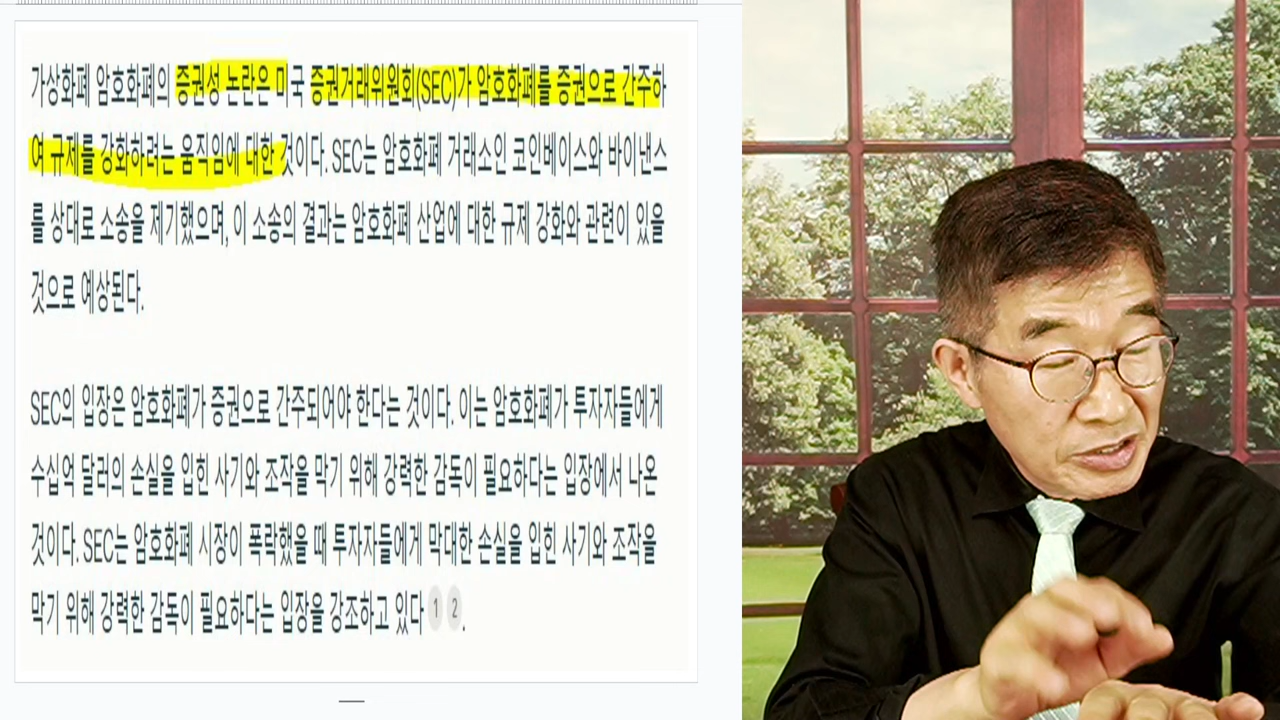 가상화폐 암호화폐의 증권성 논란은 미국 증권거래위원회(SEC)가 암호화폐를 증권으로 간주하
여 규제를 강화하려는 움직임에 대한 것이다. SEC는 암호화폐 거래소인 코인베이스와 바이낸스
를 상대로 소송을 제기했으며, 이 소송의 결과는 암호화폐 산업에 대한 규제 강화와 관련이 있을
것으로 예상된다.
SEC의 입장은 암호화폐가 증권으로 간주되어야 한다는 것이다. 이는 암호화폐가 투자자들에게
수십억 달러의 손실을 입힌 사기와 조작을 막기 위해 강력한 감독이 필요하다는 입장에서 나온
것이다. SEC는 암호화폐 시장이 폭락했을 때 투자자들에게 막대한 손실을 입힌 사기와 조작을
막기 위해 강력한 감독이 필요하다는 입장을 강조하고 있다 1 2.